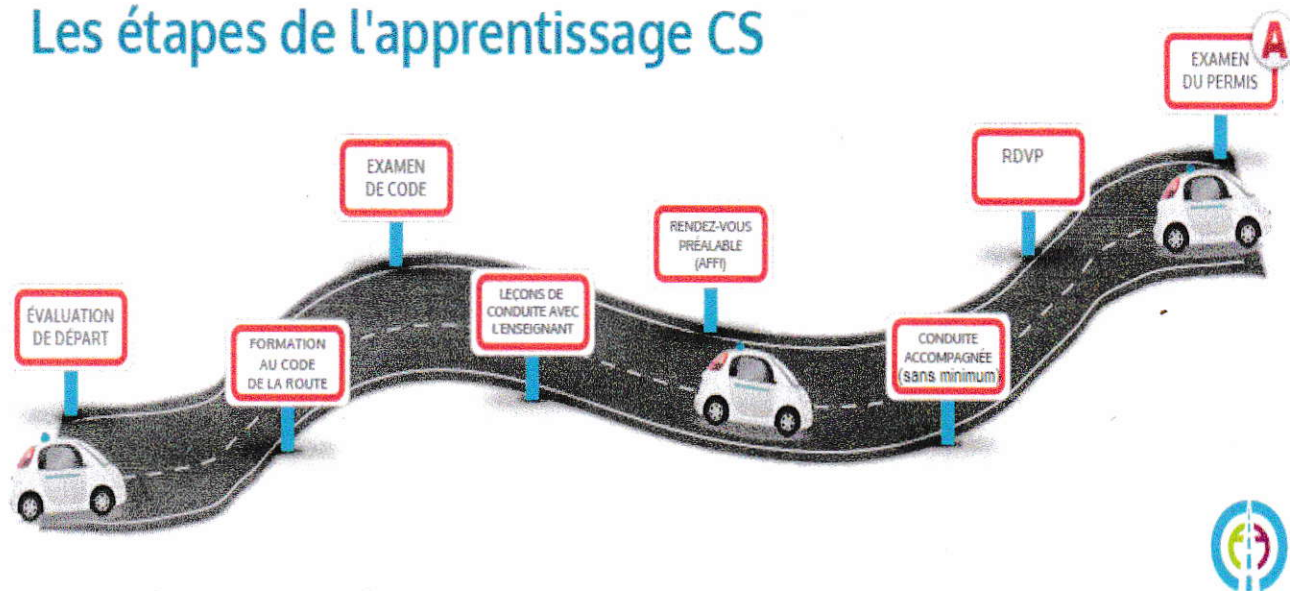 Les étapes de l'apprentissage CS
ÉVALUATION
DE DÉPART
FORMATION
AU CODE
DE LA ROUTE
EXAMEN
DE CODE
LEÇONS DE
CONDUITE AVEC
L'ENSEIGNANT
RENDEZ-VOUS
PRÉALABLE
(AFFI)
CONDUITE
ACCOMPAGNÉE
(sans minimum)
RDVP
EXAMEN
DU PERMIS
A